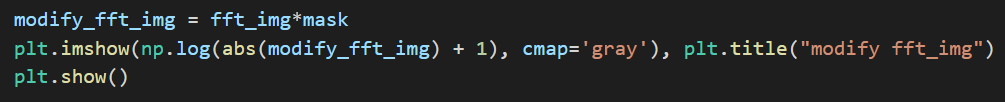 modify_fft_img = fft_img*mask
plt.imshow(np.log(abs(modify_fft_img) + 1), cmap='gray'), plt.title("modify fft_img")
plt.show()